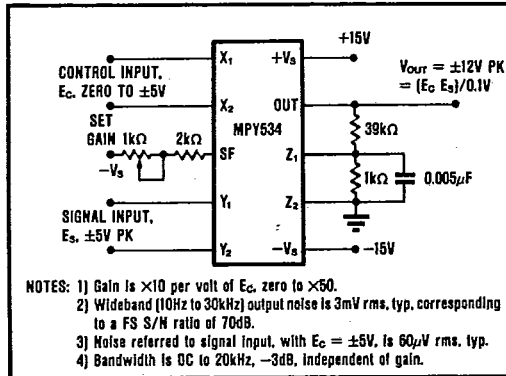 X1
+VS
+15V
CONTROL INPUT,
EC, ZERO TO ±5V
VOUT = ±12V PK
= (EC ES)/0.1V
X2
OUT
SET
GAIN 1kΩ
2kΩ
MPY534
SF
39kΩ
Z1
−VS
1kΩ
0.005µF
SIGNAL INPUT,
ES, ±5V PK
Y1
Z2
Y2
−VS
−15V
NOTES: 1) Gain is ×10 per volt of EC, zero to ×50.
2) Wideband (10Hz to 30kHz) output noise is 3mV rms, typ, corresponding
to a FS S/N ratio of 70dB.
3) Noise referred to signal input, with EC = ±5V, is 60µV rms, typ.
4) Bandwidth is DC to 20kHz, −3dB, independent of gain.